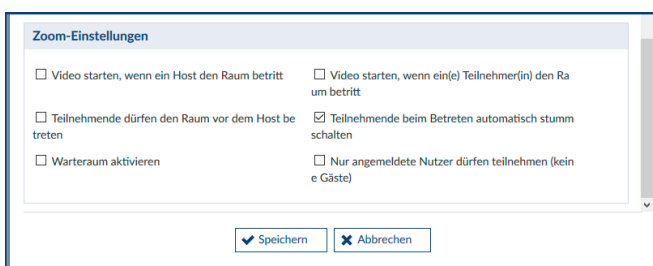 Zoom-Einstellungen
Video starten, wenn ein Host den Raum betritt
Video starten, wenn ein(e) Teilnehmer(in) den Ra
um betritt
Teilnehmende dürfen den Raum vor dem Host be
treten
Teilnehmende beim Betreten automatisch stumm
schalten
Warteraum aktivieren
Nur angemeldete Nutzer dürfen teilnehmen (kein
e Gäste)
Speichern
Abbrechen